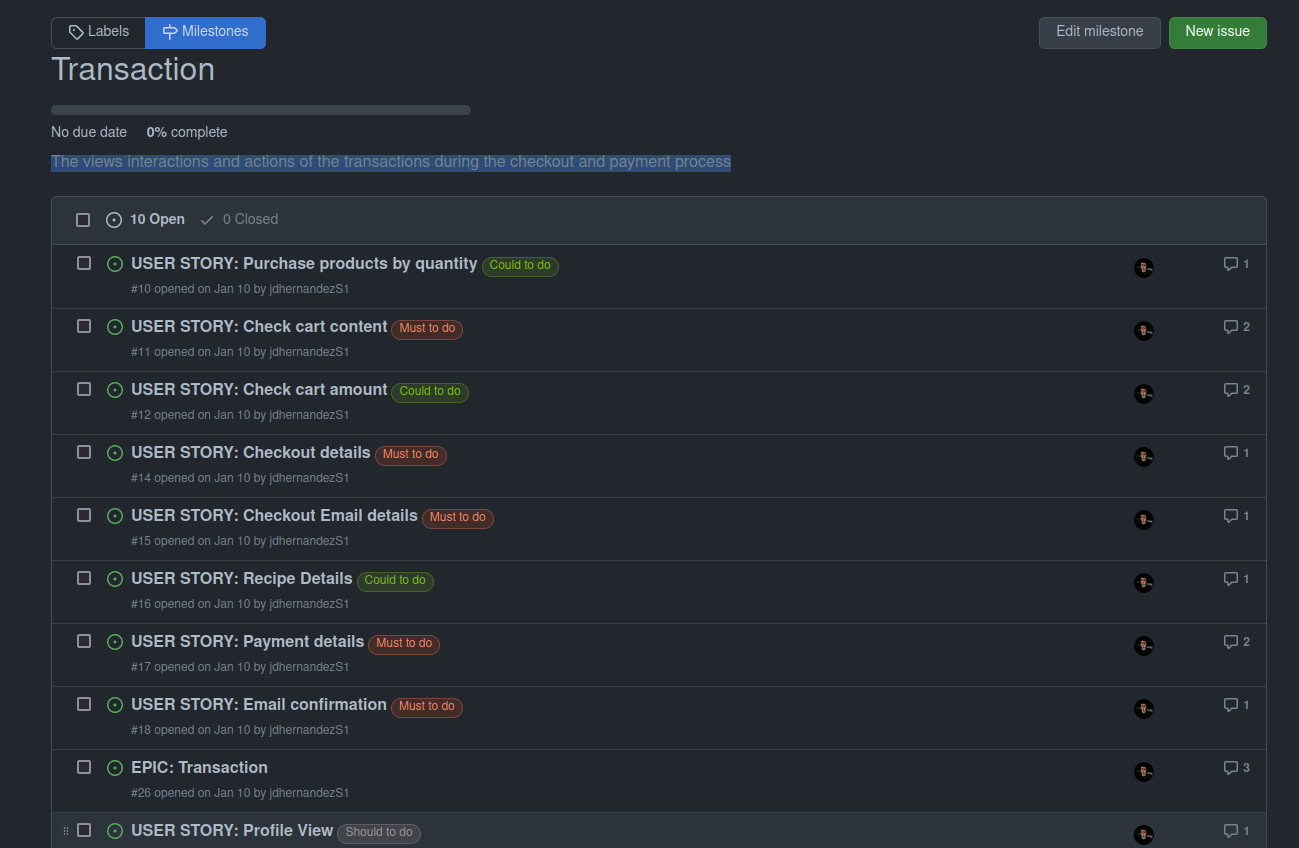 Labels Milestones Edit milestone New issue
Transaction
No due date 0% complete
The views interactions and actions of the transactions during the checkout and payment process
10 Open 0 Closed
USER STORY: Purchase products by quantity Could to do 1
#10 opened on Jan 10 by jdhernandezS1
USER STORY: Check cart content Must to do 2
#11 opened on Jan 10 by jdhernandezS1
USER STORY: Check cart amount Could to do 2
#12 opened on Jan 10 by jdhernandezS1
USER STORY: Checkout details Must to do 1
#14 opened on Jan 10 by jdhernandezS1
USER STORY: Checkout Email details Must to do 1
#15 opened on Jan 10 by jdhernandezS1
USER STORY: Recipe Details Could to do 1
#16 opened on Jan 10 by jdhernandezS1
USER STORY: Payment details Must to do 2
#17 opened on Jan 10 by jdhernandezS1
USER STORY: Email confirmation Must to do 1
#18 opened on Jan 10 by jdhernandezS1
EPIC: Transaction 3
#26 opened on Jan 10 by jdhernandezS1
USER STORY: Profile View Should to do 1